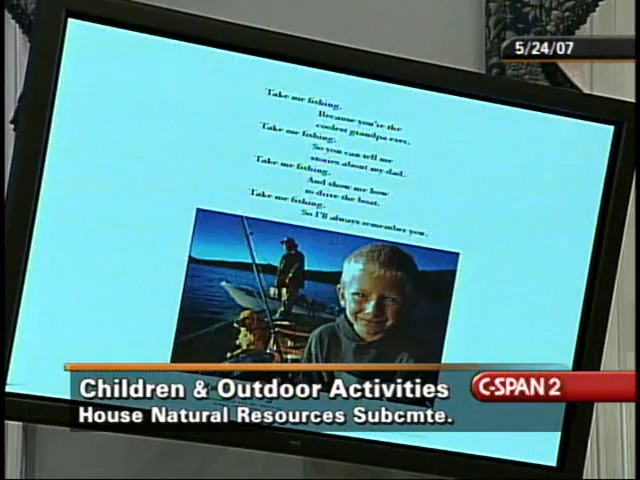 5/24/07
Take me fishing.
Because you're the
coolest grandpa ever.
Take me fishing.
So you can tell me
stories about my dad.
Take me fishing.
And show me how
to drive the boat.
Take me fishing.
So I'll always remember you.
Children & Outdoor Activities
C-SPAN 2
House Natural Resources Subcmte.